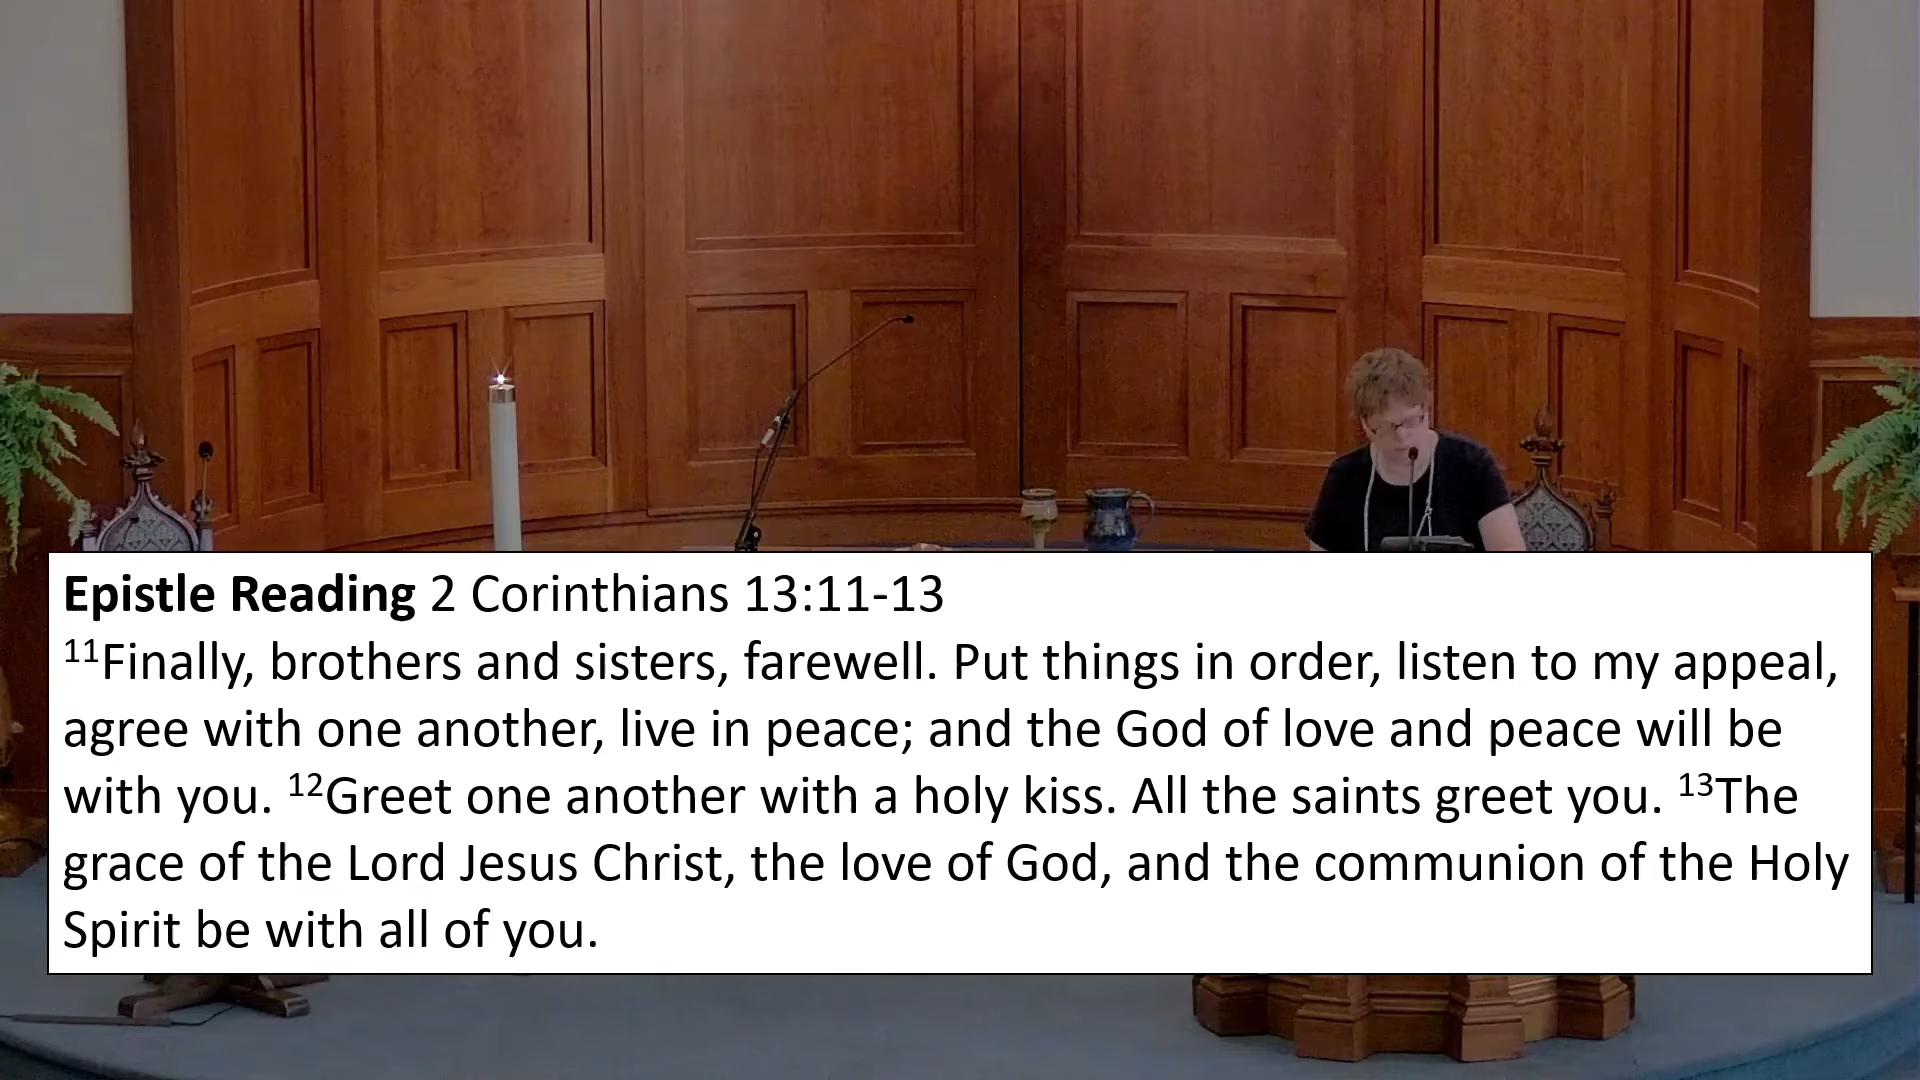 Epistle Reading 2 Corinthians 13:11-13
¹¹Finally, brothers and sisters, farewell. Put things in order, listen to my appeal,
agree with one another, live in peace; and the God of love and peace will be
with you. ¹²Greet one another with a holy kiss. All the saints greet you. ¹³The
grace of the Lord Jesus Christ, the love of God, and the communion of the Holy
Spirit be with all of you.